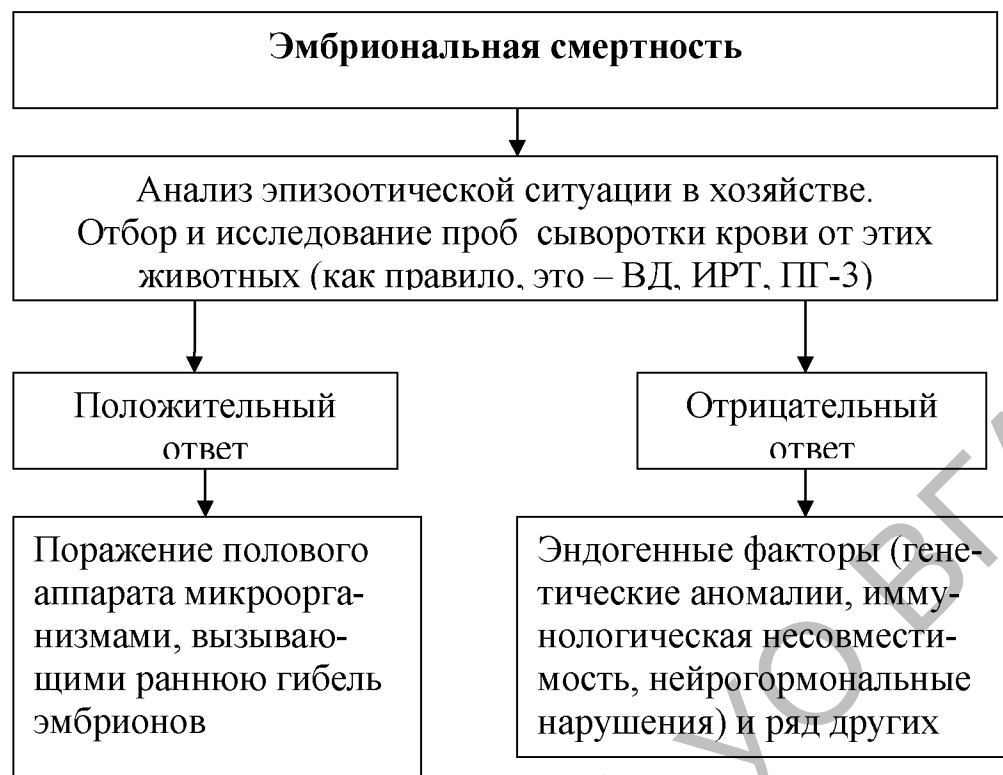 Эмбриональная смертность
Анализ эпизоотической ситуации в хозяйстве.
Отбор и исследование проб сыворотки крови от этих
животных (как правило, это – ВД, ИРТ, ПГ-3)
Положительный
ответ
Отрицательный
ответ
Поражение полового
аппарата микроорга-
низмами, вызываю-
щими раннюю гибель
эмбрионов
Эндогенные факторы (гене-
тические аномалии, имму-
нологическая несовмести-
мость, нейрогормональные
нарушения) и ряд других
УО ВГ